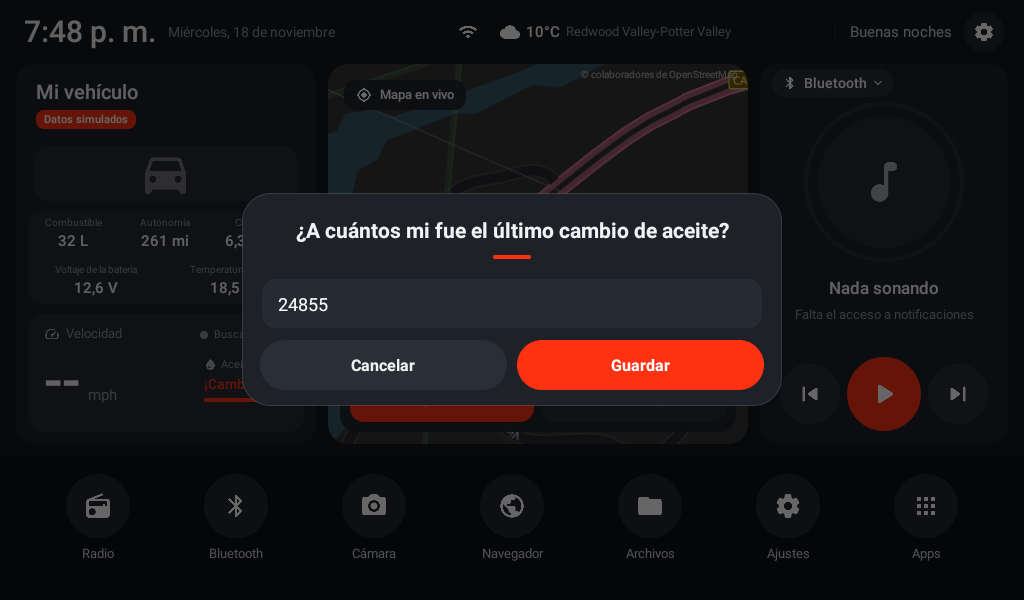 7:48 p. m.
Miércoles, 18 de noviembre
10°C
Redwood Valley-Potter Valley
Buenas noches
Mi vehículo
Datos simulados
Combustible
Autonomía
32 L
261 mi
6,3
Voltaje de la batería
12,6 V
18,5
Velocidad
mph
Mapa en vivo
© colaboradores de OpenStreetMap
CA
Bluetooth
Nada sonando
Falta el acceso a notificaciones
¿A cuántos mi fue el último cambio de aceite?
24855
Cancelar
Guardar
Radio
Bluetooth
Cámara
Navegador
Archivos
Ajustes
Apps